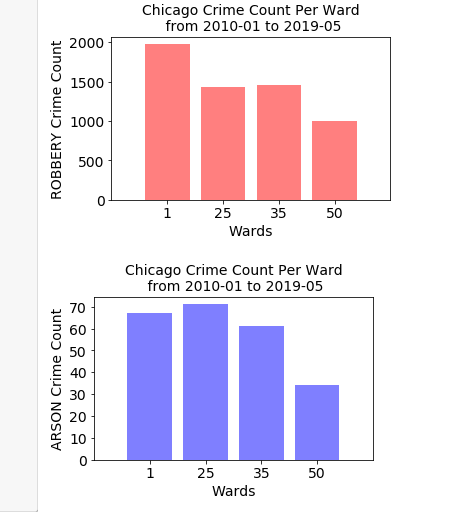 Chicago Crime Count Per Ward
from 2010-01 to 2019-05
ROBBERY Crime Count
2000
1500
1000
500
0
1 25 35 50
Wards
Chicago Crime Count Per Ward
from 2010-01 to 2019-05
ARSON Crime Count
70
60
50
40
30
20
10
0
1 25 35 50
Wards